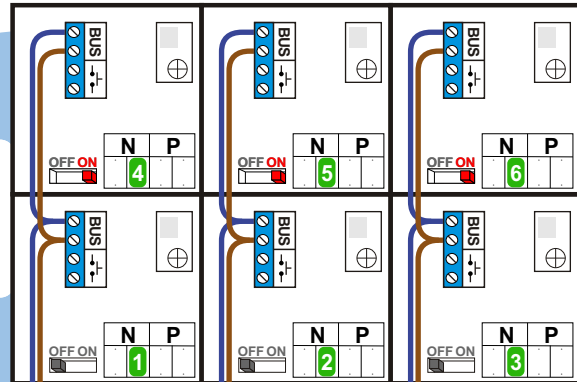 BUS BUS BUS
N P N P N P
OFF ON 4 OFF ON 5 OFF ON 6
BUS BUS BUS
N P N P N P
OFF ON 1 OFF ON 2 OFF ON 3